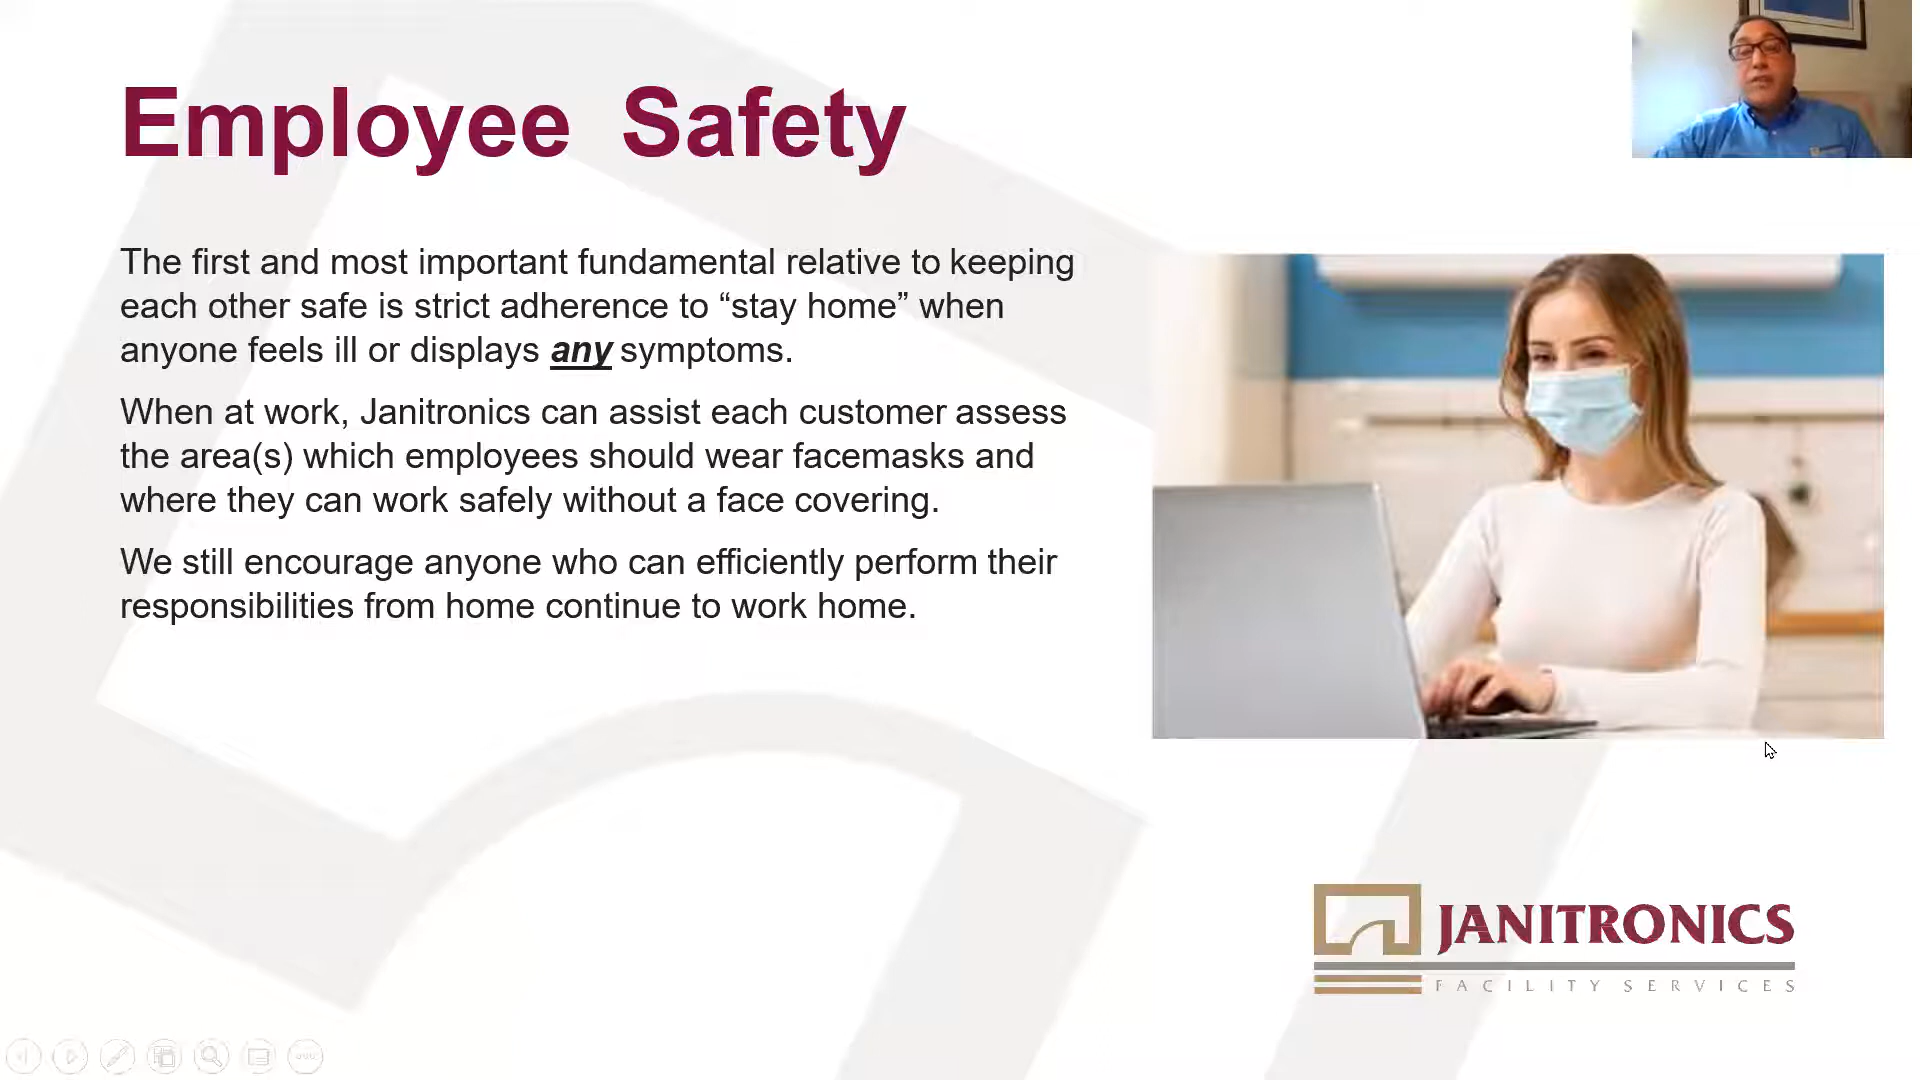 Employee Safety
The first and most important fundamental relative to keeping
each other safe is strict adherence to “stay home” when
anyone feels ill or displays any symptoms.
When at work, Janitronics can assist each customer assess
the area(s) which employees should wear facemasks and
where they can work safely without a face covering.
We still encourage anyone who can efficiently perform their
responsibilities from home continue to work home.
JANITRONICS
FACILITY SERVICES